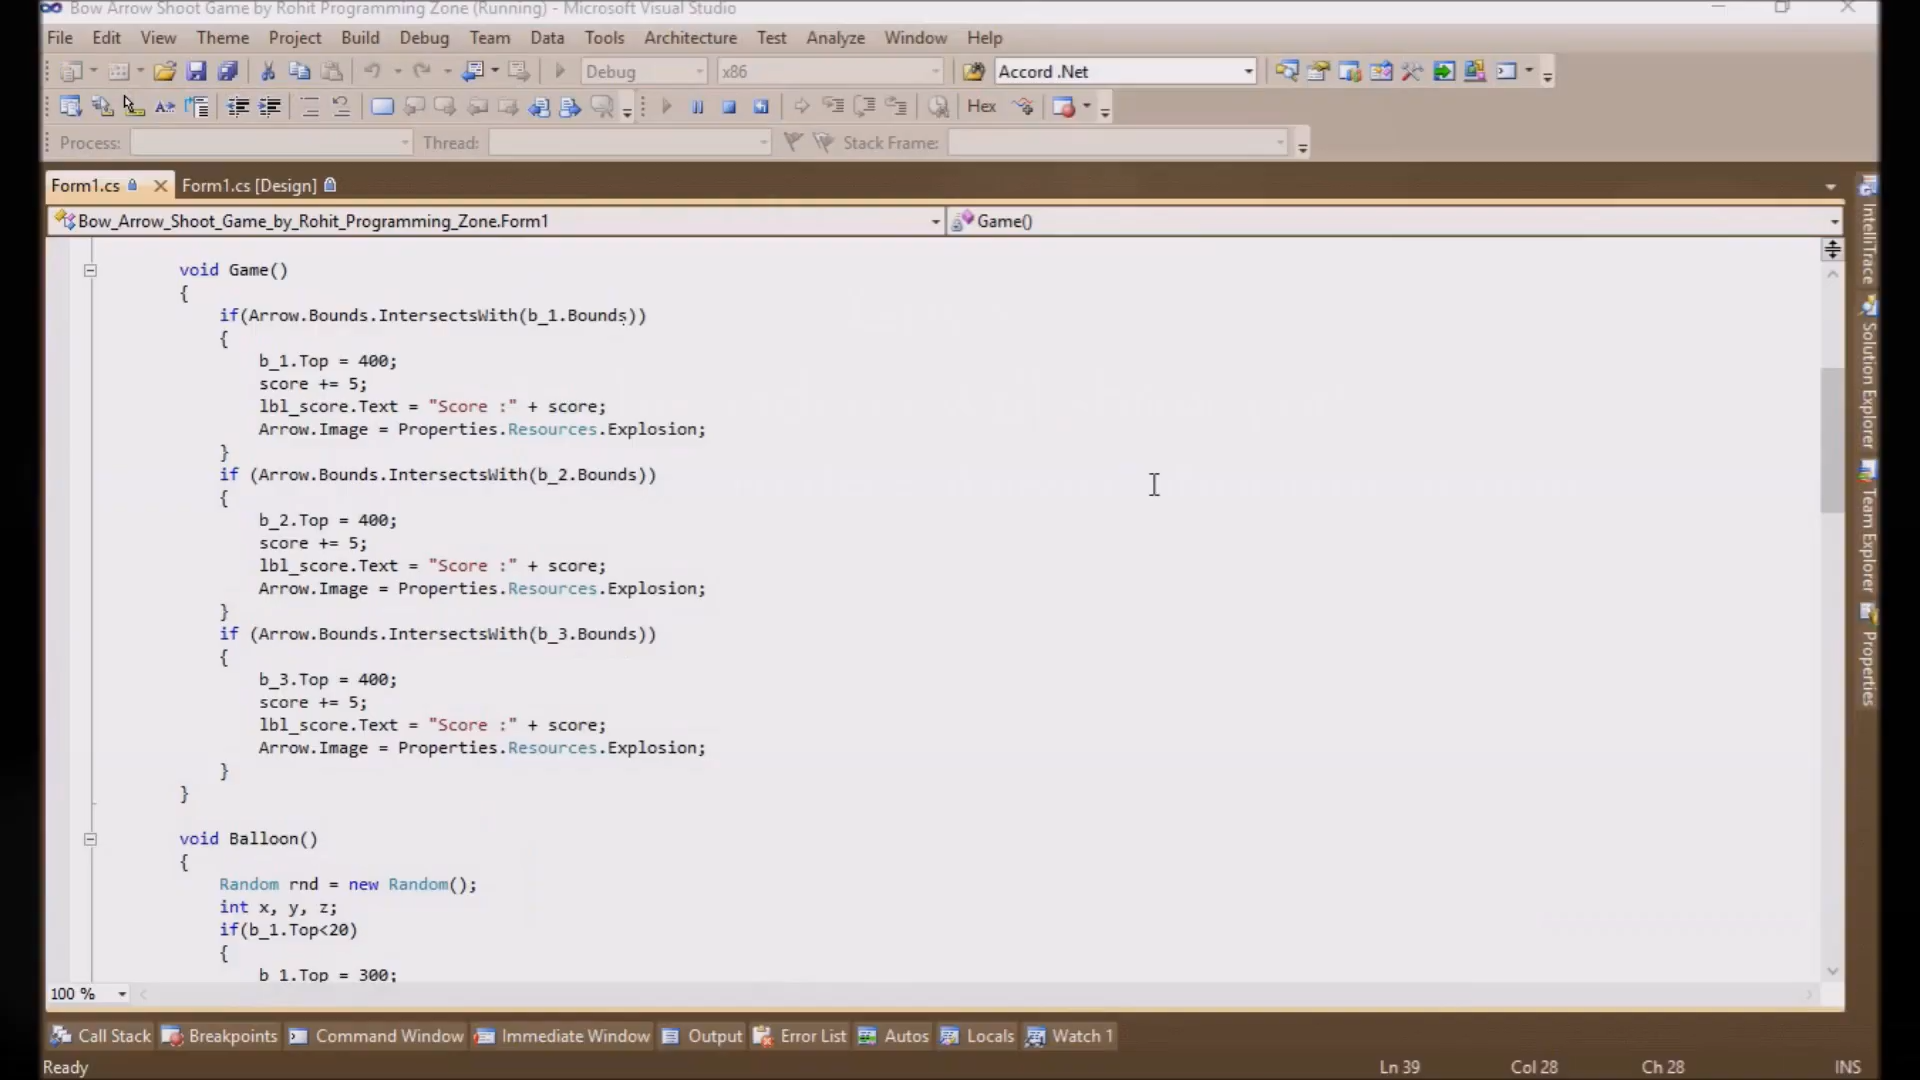 Bow Arrow Shoot Game by Rohit Programming Zone (Running) - Microsoft Visual Studio
File Edit View Theme Project Build Debug Team Data Tools Architecture Test Analyze Window Help
Debug x86 Accord .Net
Hex
Process: Thread: Stack Frame:
Form1.cs Form1.cs [Design]
Bow_Arrow_Shoot_Game_by_Rohit_Programming_Zone.Form1 Game()
void Game()
{
if(Arrow.Bounds.IntersectsWith(b_1.Bounds))
{
b_1.Top = 400;
score += 5;
lbl_score.Text = "Score :" + score;
Arrow.Image = Properties.Resources.Explosion;
}
if (Arrow.Bounds.IntersectsWith(b_2.Bounds))
{
b_2.Top = 400;
score += 5;
lbl_score.Text = "Score :" + score;
Arrow.Image = Properties.Resources.Explosion;
}
if (Arrow.Bounds.IntersectsWith(b_3.Bounds))
{
b_3.Top = 400;
score += 5;
lbl_score.Text = "Score :" + score;
Arrow.Image = Properties.Resources.Explosion;
}
}
void Balloon()
{
Random rnd = new Random();
int x, y, z;
if(b_1.Top<20)
{
b_1.Top = 300;
IntelliTrace
Solution Explorer
Team Explorer
Properties
100 %
Call Stack Breakpoints Command Window Immediate Window Output Error List Autos Locals Watch 1
Ready Ln 39 Col 28 Ch 28 INS